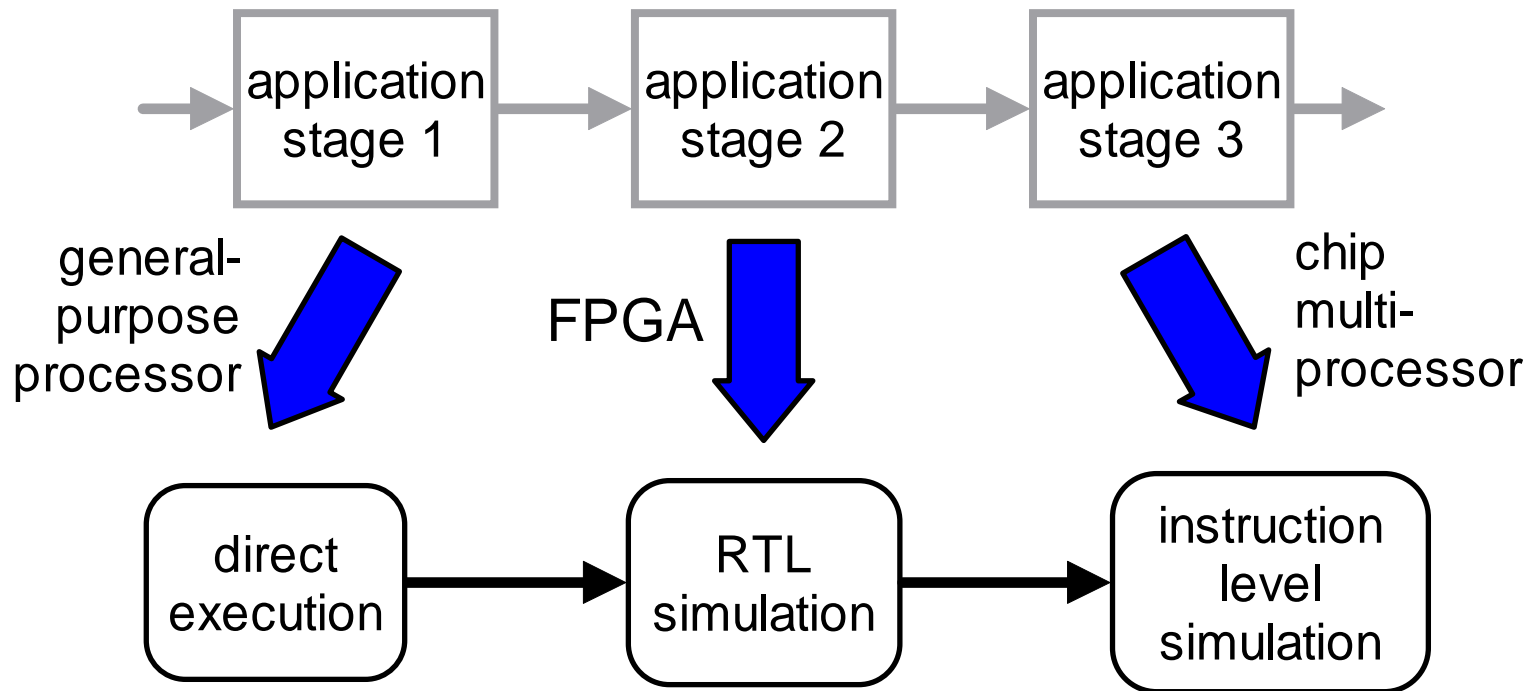 application
stage 1
application
stage 2
application
stage 3
general-
purpose
processor
FPGA
chip
multi-
processor
direct
execution
RTL
simulation
instruction
level
simulation